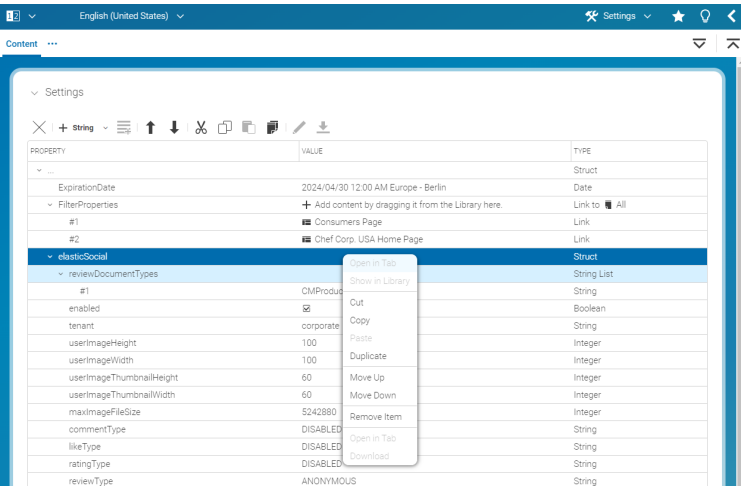 12 English (United States) Settings
Content ...
Settings
+ String
PROPERTY VALUE TYPE
... Struct
ExpirationDate 2024/04/30 12:00 AM Europe - Berlin Date
FilterProperties + Add content by dragging it from the Library here. Link to All
#1 Consumers Page Link
#2 Chef Corp. USA Home Page Link
elasticSocial Struct
reviewDocumentTypes String List
#1 CMProduc String
enabled Boolean
tenant corporate String
userImageHeight 100 Integer
userImageWidth 100 Integer
userImageThumbnailHeight 60 Integer
userImageThumbnailWidth 60 Integer
maxImageFileSize 5242880 Integer
commentType DISABLED String
likeType DISABLED String
ratingType DISABLED String
reviewType ANONYMOUS String
Open in Tab
Show in Library
Cut
Copy
Paste
Duplicate
Move Up
Move Down
Remove Item
Open in Tab
Download